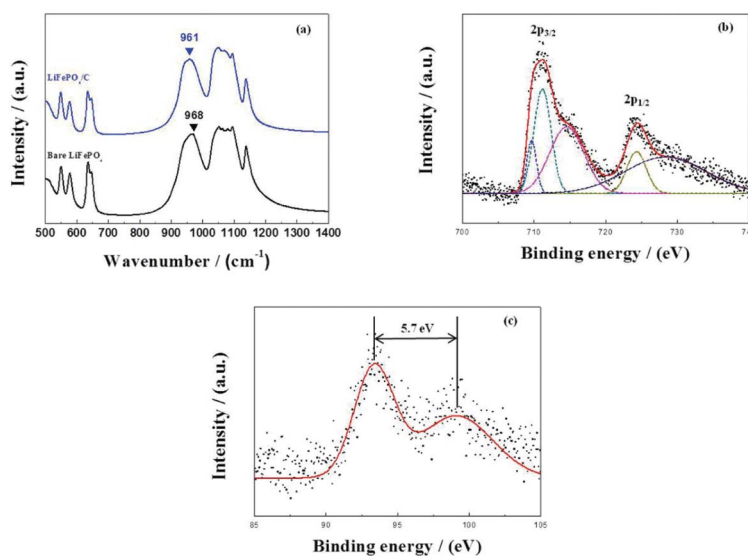 (a)
961
LiFePO4/C
968
Bare LiFePO4
Intensity / (a.u.)
500 600 700 800 900 1000 1100 1200 1300 1400
Wavenumber / (cm-1)
(b)
2p3/2
2p1/2
Intensity / (a.u.)
700 710 720 730 740
Binding energy / (eV)
(c)
5.7 eV
Intensity / (a.u.)
85 90 95 100 105
Binding energy / (eV)